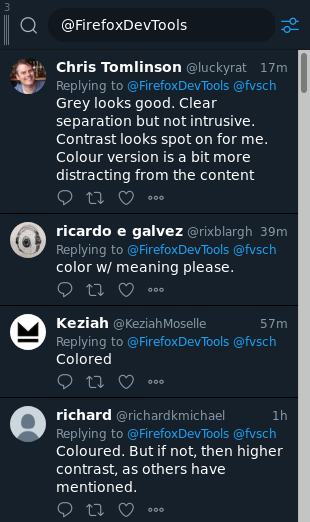 3
@FirefoxDevTools
Chris Tomlinson @luckyrat 17m
Replying to @FirefoxDevTools @fvsch
Grey looks good. Clear
separation but not intrusive.
Contrast looks spot on for me.
Colour version is a bit more
distracting from the content
ricardo e galvez @rixblargh 39m
Replying to @FirefoxDevTools @fvsch
color w/ meaning please.
Keziah @KeziahMoselle 57m
Replying to @FirefoxDevTools @fvsch
Colored
richard @richardkmichael 1h
Replying to @FirefoxDevTools @fvsch
Coloured. But if not, then higher
contrast, as others have
mentioned.